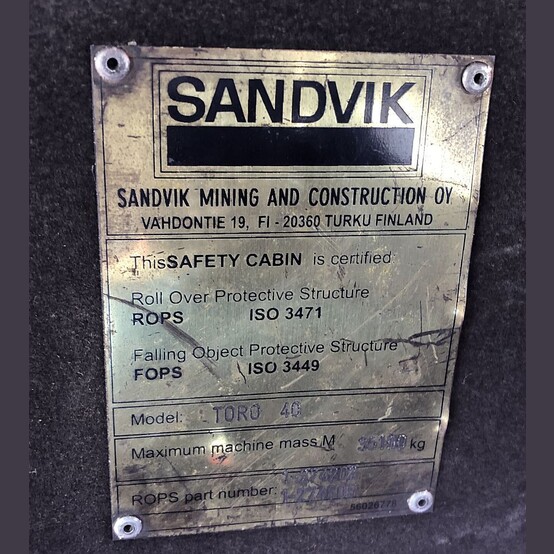 SANDVIK
SANDVIK MINING AND CONSTRUCTION OY
VAHDONTIE 19, FI - 20360 TURKU FINLAND
This SAFETY CABIN is certified
Roll Over Protective Structure
ROPS ISO 3471
Falling Object Protective Structure
FOPS ISO 3449
Model: TORO 40
Maximum machine mass M kg
ROPS part number: